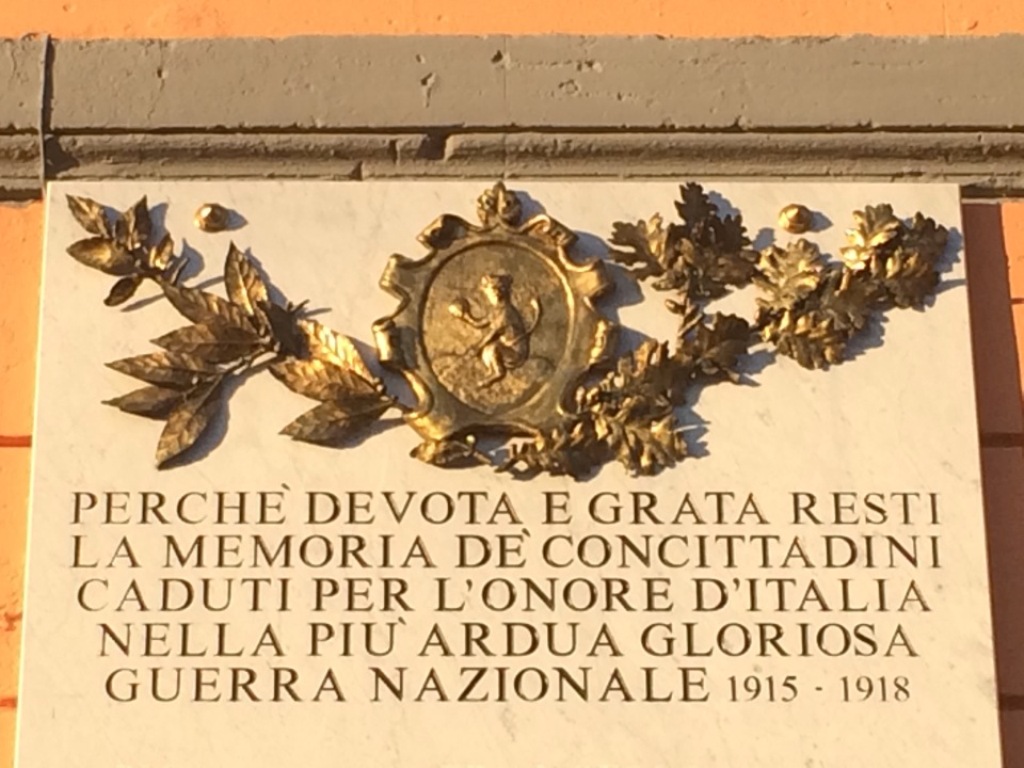 PERCHÈ DEVOTA E GRATA RESTI
LA MEMORIA DE' CONCITTADINI
CADUTI PER L'ONORE D'ITALIA
NELLA PIÙ ARDUA GLORIOSA
GUERRA NAZIONALE 1915 - 1918